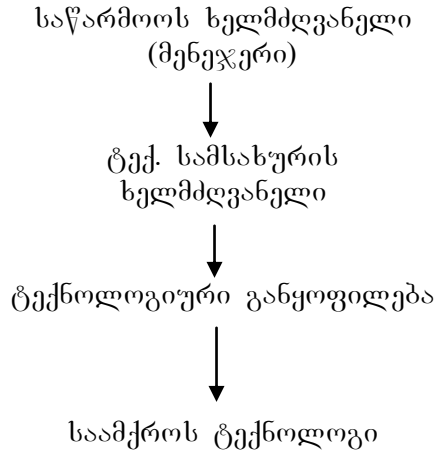 საწარმოოს ხელმძღვანელი
(მენეჯერი)
ტექ. სამსახურის
ხელმძღვანელი
ტექნოლოგიური განყოფილება
საამქროს ტექნოლოგი